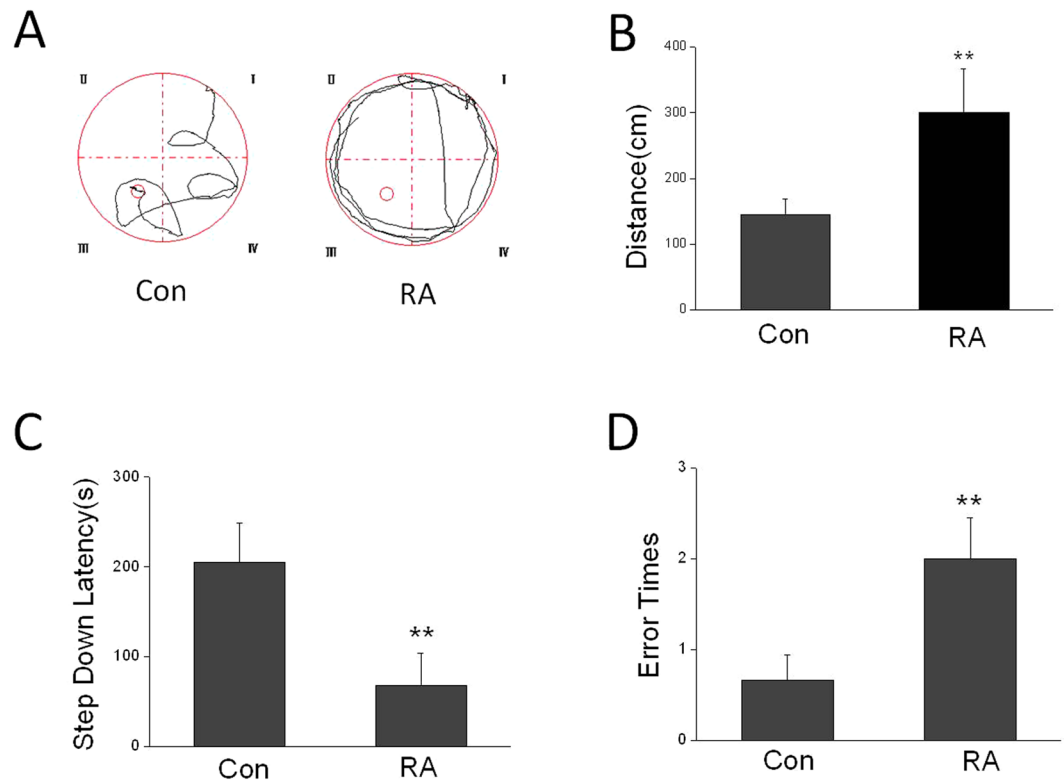 A
II
I
III
IV
Con
II
I
III
IV
RA
B
Distance(cm)
400
300
200
100
0
**
Con
RA
C
Step Down Latency(s)
300
200
100
0
**
Con
RA
D
Error Times
3
2
1
0
**
Con
RA